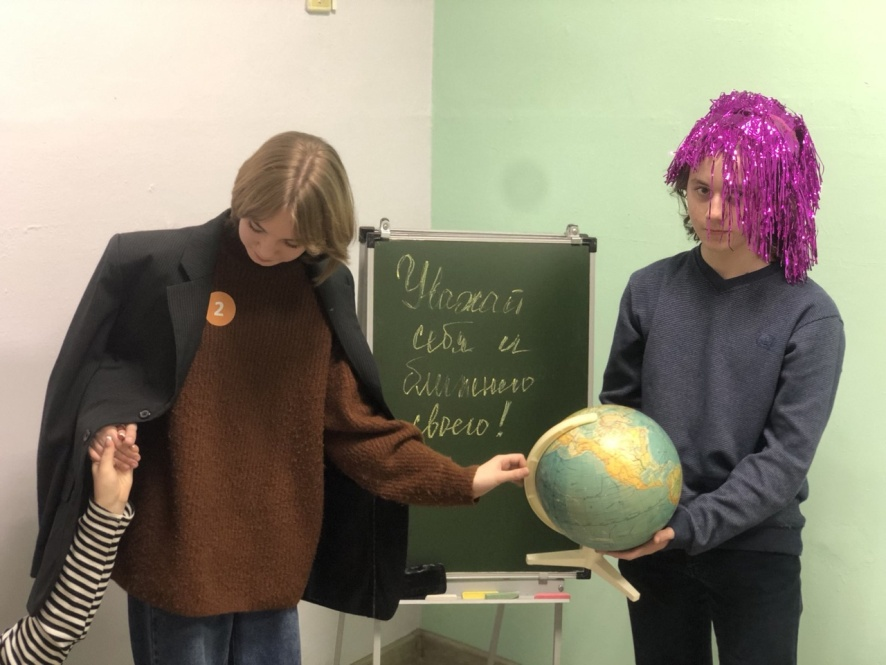 2
Уважай
себя и
ближнего
своего!